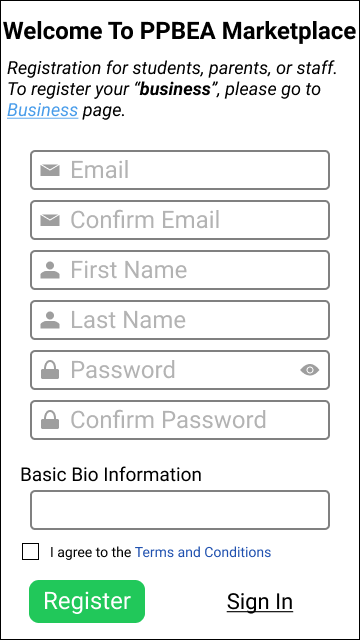 Welcome To PPBEA Marketplace
Registration for students, parents, or staff.
To register your “business”, please go to
Business page.
Email
Confirm Email
First Name
Last Name
Password
Confirm Password
Basic Bio Information
I agree to the Terms and Conditions
Register
Sign In